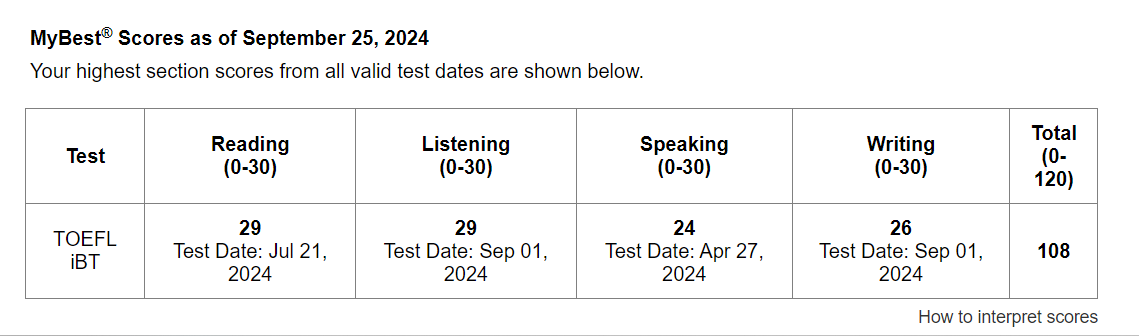 MyBest® Scores as of September 25, 2024
Your highest section scores from all valid test dates are shown below.
Test
Reading
(0-30)
Listening
(0-30)
Speaking
(0-30)
Writing
(0-30)
Total
(0-
120)
TOEFL
iBT
29
Test Date: Jul 21,
2024
29
Test Date: Sep 01,
2024
24
Test Date: Apr 27,
2024
26
Test Date: Sep 01,
2024
108
How to interpret scores